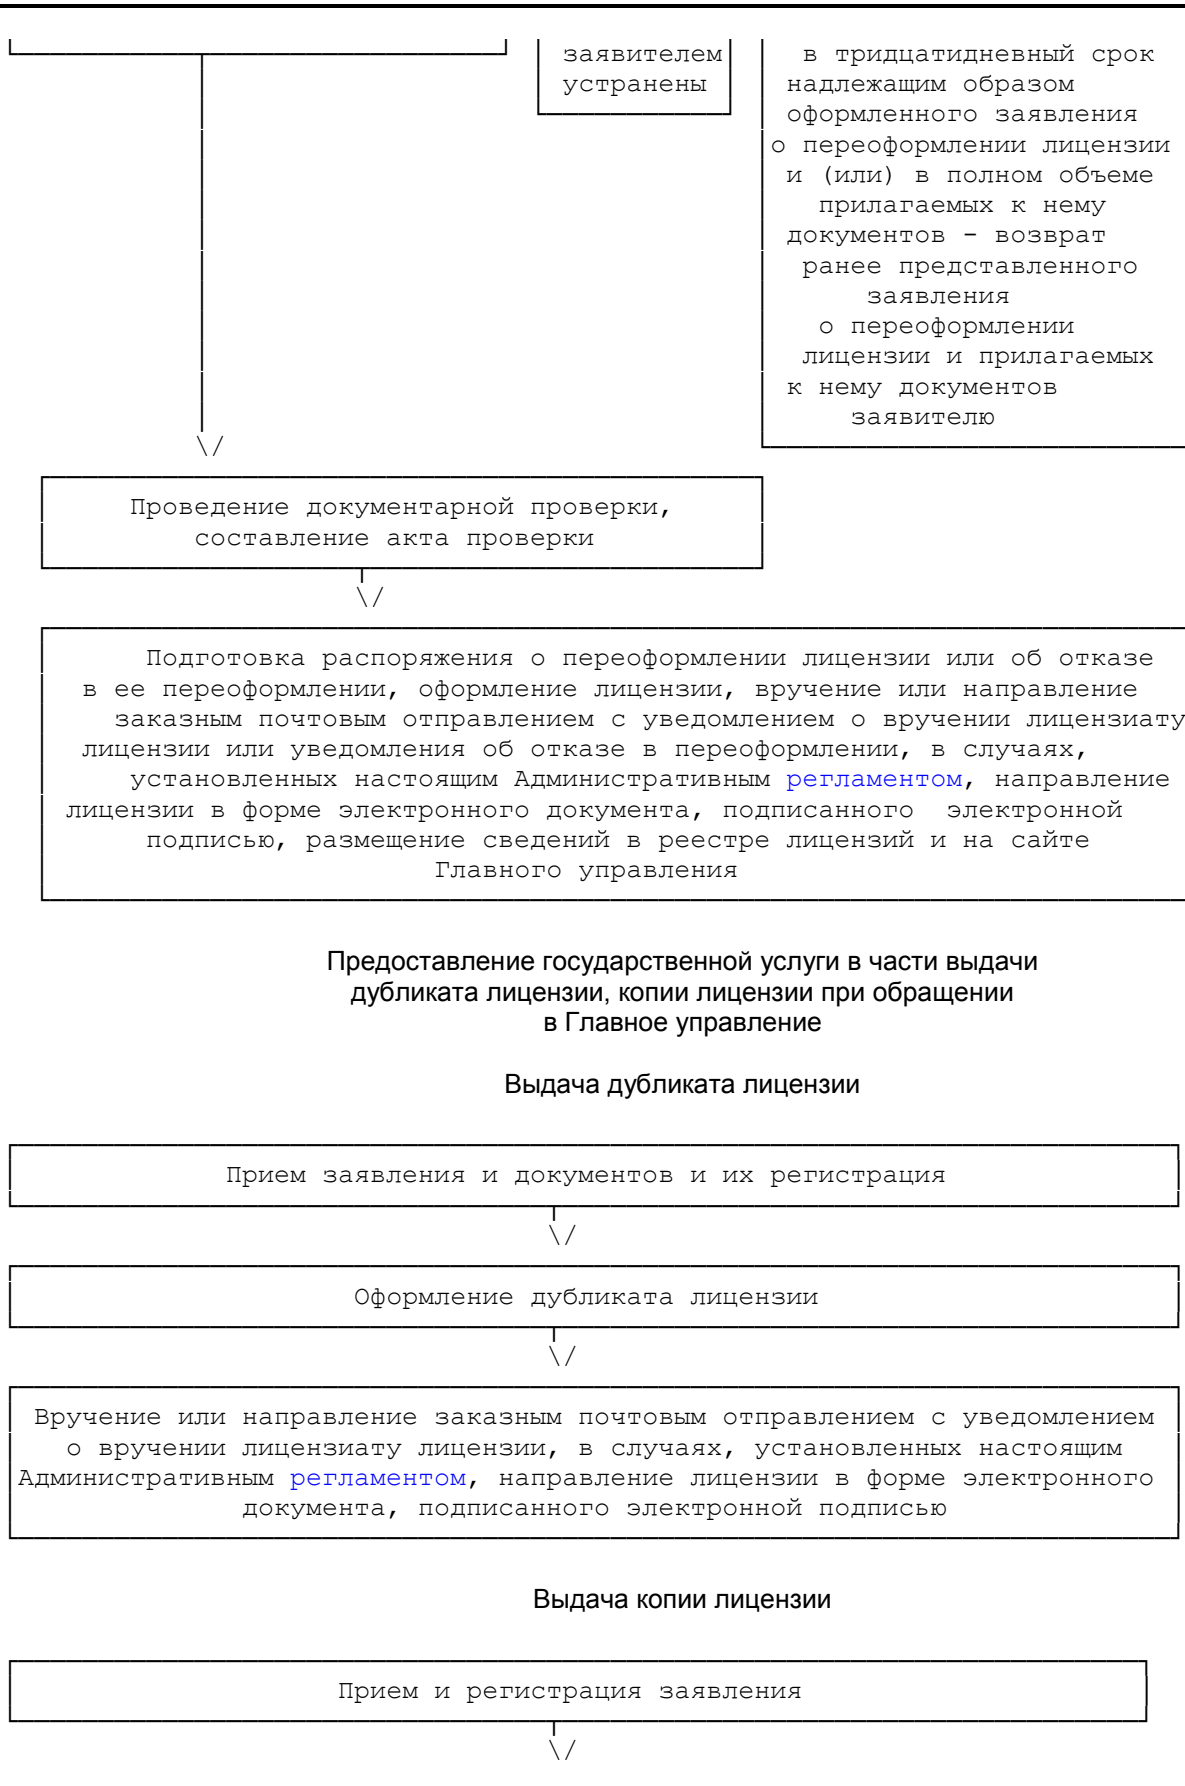 заявителем
устранены
в тридцатидневный срок
надлежащим образом
оформленного заявления
о переоформлении лицензии
и (или) в полном объеме
прилагаемых к нему
документов - возврат
ранее представленного
заявления
о переоформлении
лицензии и прилагаемых
к нему документов
заявителю
Проведение документарной проверки,
составление акта проверки
Подготовка распоряжения о переоформлении лицензии или об отказе
в ее переоформлении, оформление лицензии, вручение или направление
заказным почтовым отправлением с уведомлением о вручении лицензиату
лицензии или уведомления об отказе в переоформлении, в случаях,
установленных настоящим Административным регламентом, направление
лицензии в форме электронного документа, подписанного электронной
подписью, размещение сведений в реестре лицензий и на сайте
Главного управления
Предоставление государственной услуги в части выдачи
дубликата лицензии, копии лицензии при обращении
в Главное управление
Выдача дубликата лицензии
Прием заявления и документов и их регистрация
Оформление дубликата лицензии
Вручение или направление заказным почтовым отправлением с уведомлением
о вручении лицензиату лицензии, в случаях, установленных настоящим
Административным регламентом, направление лицензии в форме электронного
документа, подписанного электронной подписью
Выдача копии лицензии
Прием и регистрация заявления